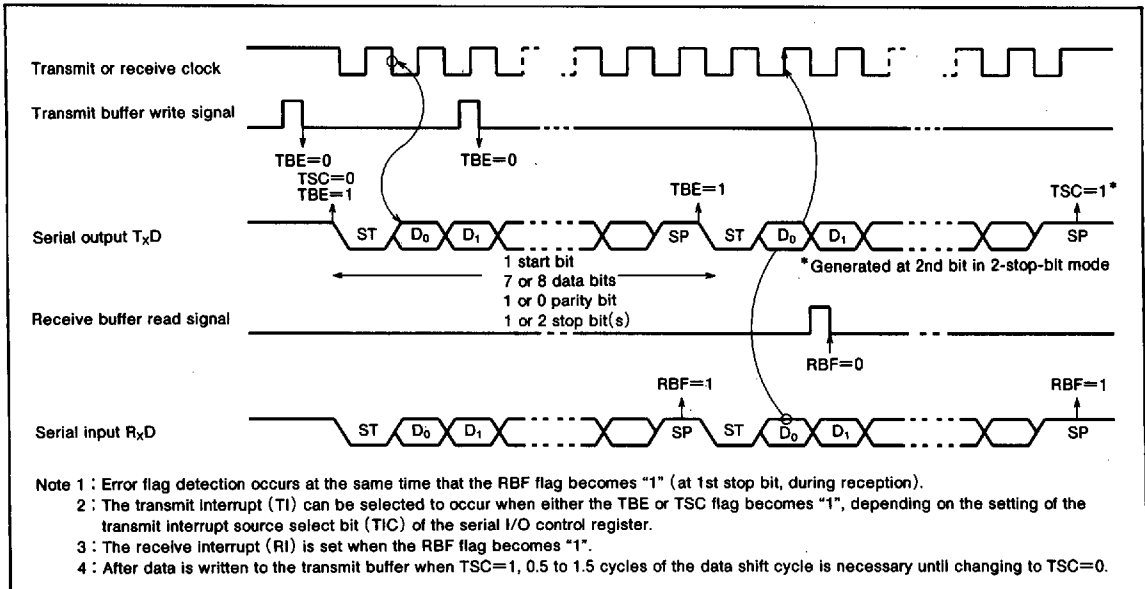 Transmit or receive clock
Transmit buffer write signal
TBE=0
TSC=0
TBE=1
TBE=0
TBE=1
TSC=1*
Serial output TxD
ST D0 D1 SP ST D0 D1 SP
1 start bit
7 or 8 data bits
1 or 0 parity bit
1 or 2 stop bit(s)
*Generated at 2nd bit in 2-stop-bit mode
Receive buffer read signal
RBF=0
RBF=1
RBF=1
Serial input RxD
ST D0 D1 SP ST D0 D1 SP
Note 1 : Error flag detection occurs at the same time that the RBF flag becomes “1” (at 1st stop bit, during reception).
2 : The transmit interrupt (TI) can be selected to occur when either the TBE or TSC flag becomes “1”, depending on the setting of the
transmit interrupt source select bit (TIC) of the serial I/O control register.
3 : The receive interrupt (RI) is set when the RBF flag becomes “1”.
4 : After data is written to the transmit buffer when TSC=1, 0.5 to 1.5 cycles of the data shift cycle is necessary until changing to TSC=0.